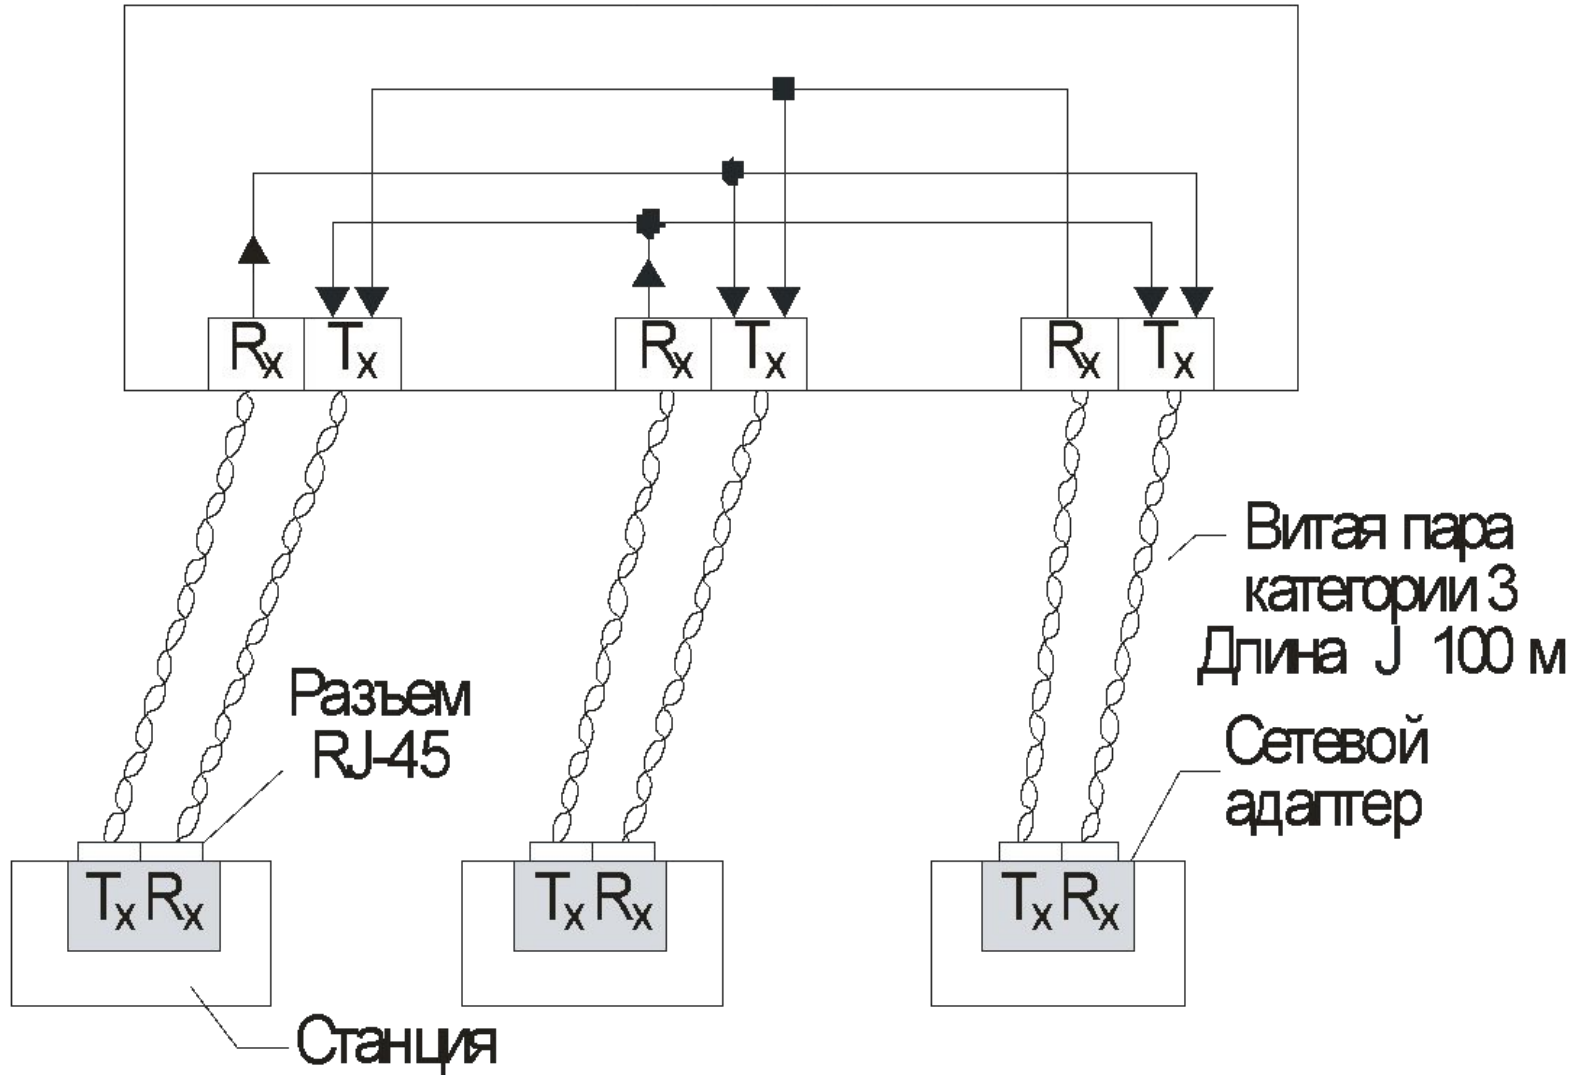 Rx Tx Rx Tx Rx Tx
Витая пара
категории 3
Длина J 100 м
Разъем
RJ-45
Сетевой
адаптер
Tx Rx Tx Rx Tx Rx
Станция